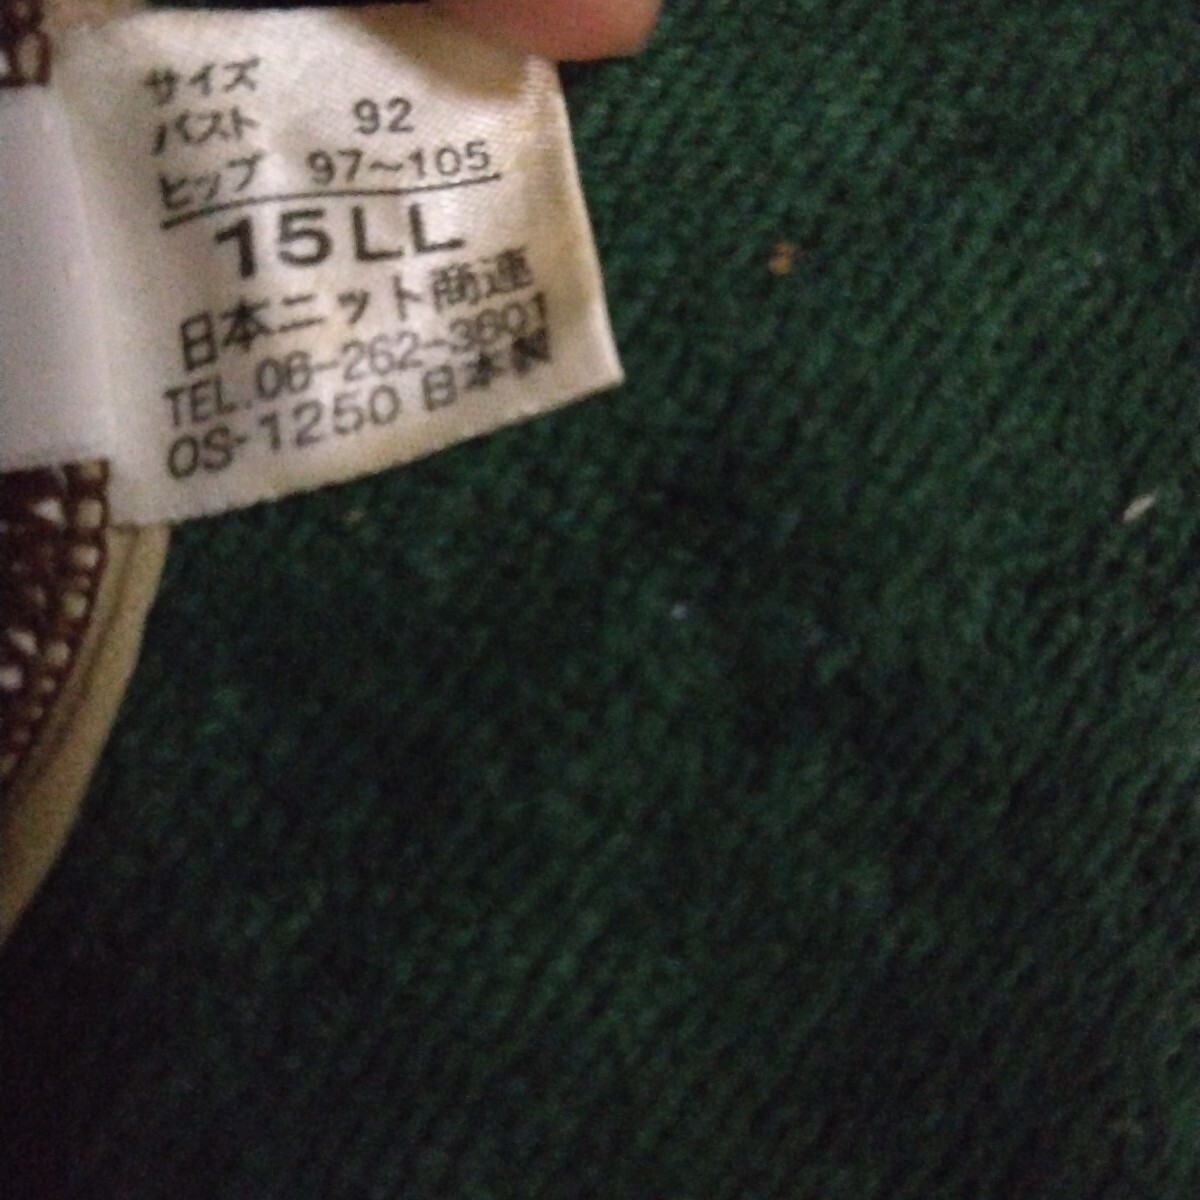 サイズ
バスト 92
ヒップ 97~105
15LL
日本ニット商連
TEL.06-262-3601
OS-1250 日本製